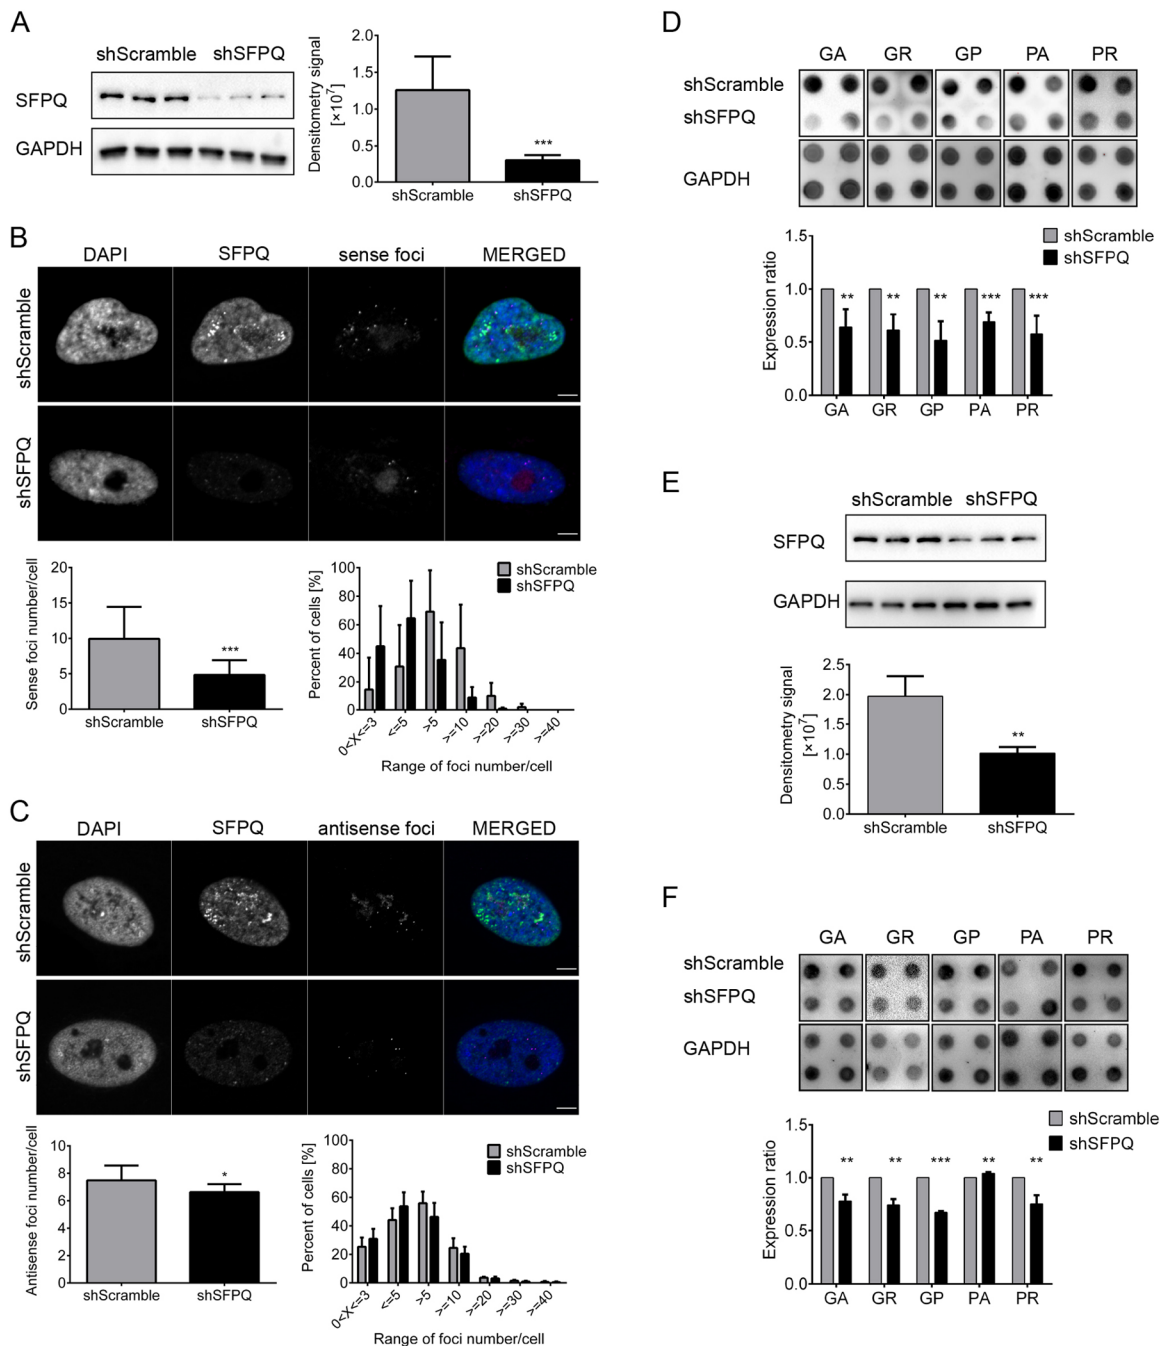 A
shScramble shSFPQ
SFPQ
GAPDH
Densitometry signal
[×10⁷]
2.0
1.5
1.0
0.5
0.0
***
shScramble shSFPQ
B
DAPI SFPQ sense foci MERGED
shScramble
shSFPQ
Sense foci number/cell
20
15
10
5
0
***
shScramble shSFPQ
Percent of cells [%]
100
80
60
40
20
0
shScramble
shSFPQ
0<X<=3 <=5 >5 >=10 >=20 >=30 >=40
Range of foci number/cell
C
DAPI SFPQ antisense foci MERGED
shScramble
shSFPQ
Antisense foci number/cell
10
8
6
4
2
0
*
shScramble shSFPQ
Percent of cells [%]
100
80
60
40
20
0
shScramble
shSFPQ
0<X<=3 <=5 >5 >=10 >=20 >=30 >=40
Range of foci number/cell
D
GA GR GP PA PR
shScramble
shSFPQ
GAPDH
shScramble
shSFPQ
Expression ratio
1.5
1.0
0.5
0.0
** ** ** *** ***
GA GR GP PA PR
E
shScramble shSFPQ
SFPQ
GAPDH
Densitometry signal
[×10⁷]
2.5
2.0
1.5
1.0
0.5
0.0
**
shScramble shSFPQ
F
GA GR GP PA PR
shScramble
shSFPQ
GAPDH
shScramble
shSFPQ
Expression ratio
1.5
1.0
0.5
0.0
** ** *** ** **
GA GR GP PA PR